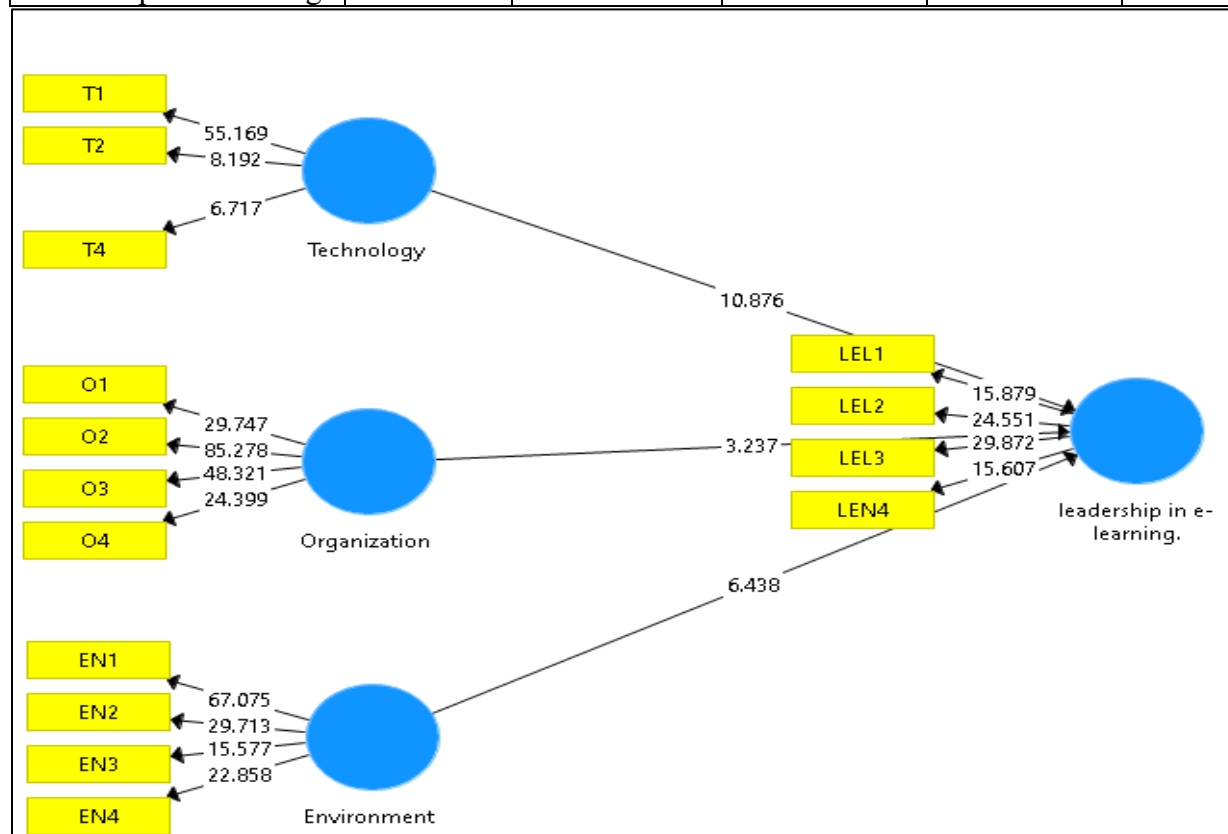 T1
T2
T4
55.169
8.192
6.717
Technology
10.876
O1
O2
O3
O4
29.747
85.278
48.321
24.399
Organization
3.237
LEL1
LEL2
LEL3
LEN4
15.879
24.551
29.872
15.607
leadership in e-
learning.
6.438
EN1
EN2
EN3
EN4
67.075
29.713
15.577
22.858
Environment